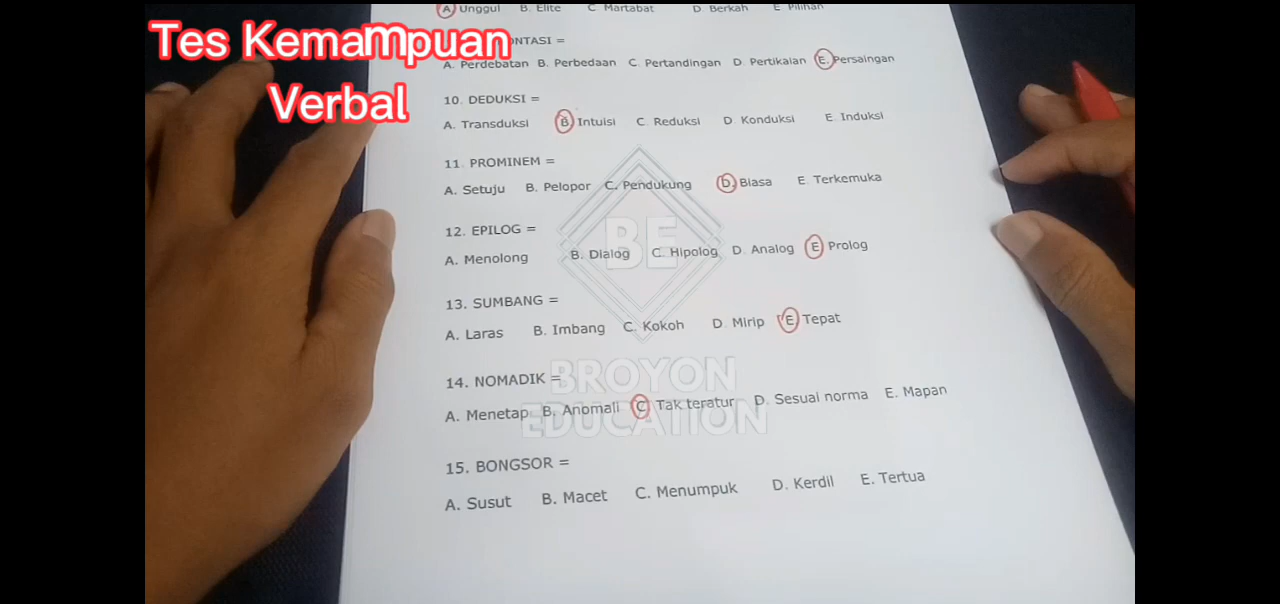 A. Unggul B. Elite C. Martabat D. Berkah E. Pilihan
Tes Kemampuan
Verbal
NTASI =
A. Perdebatan B. Perbedaan C. Pertandingan D. Pertikaian E. Persaingan
10. DEDUKSI =
A. Transduksi B. Intuisi C. Reduksi D. Konduksi E. Induksi
11. PROMINEM =
A. Setuju B. Pelopor C. Pendukung D. Biasa E. Terkemuka
12. EPILOG =
A. Menolong B. Dialog C. Hipolog D. Analog E. Prolog
BE
13. SUMBANG =
A. Laras B. Imbang C. Kokoh D. Mirip E. Tepat
14. NOMADIK =
A. Menetap B. Anomali C. Tak teratur D. Sesuai norma E. Mapan
BROYON
EDUCATION
15. BONGSOR =
A. Susut B. Macet C. Menumpuk D. Kerdil E. Tertua